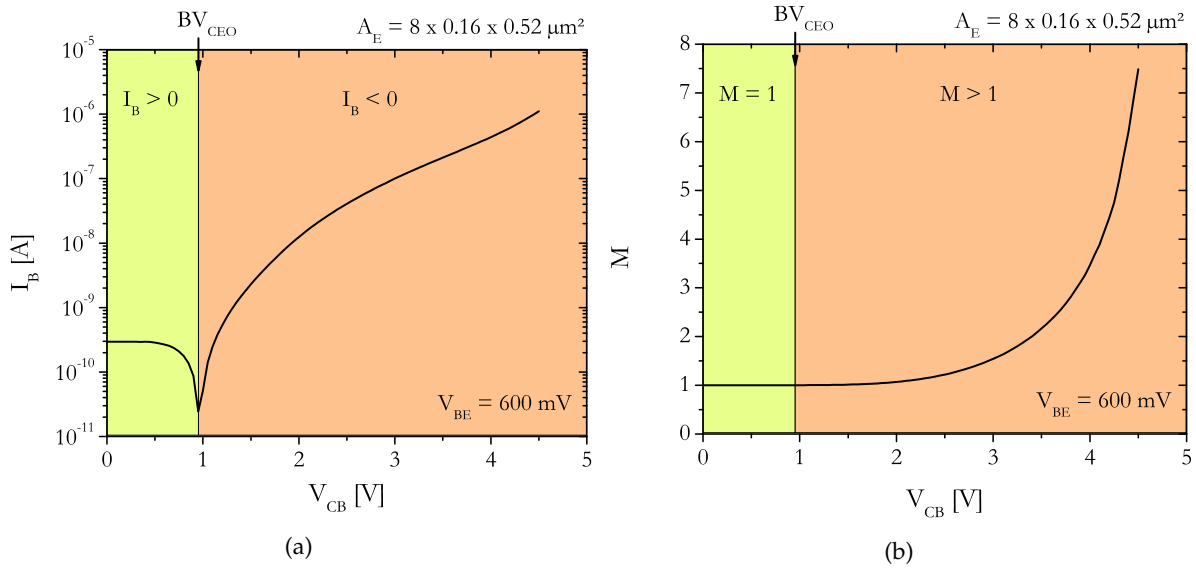 BV_CEO
A_E = 8 x 0.16 x 0.52 µm²
10⁻⁵
10⁻⁶
10⁻⁷
10⁻⁸
10⁻⁹
10⁻¹⁰
10⁻¹¹
I_B [A]
I_B > 0
I_B < 0
V_BE = 600 mV
0 1 2 3 4 5
V_CB [V]
(a)
BV_CEO
A_E = 8 x 0.16 x 0.52 µm²
8
7
6
5
4
3
2
1
0
M
M = 1
M > 1
V_BE = 600 mV
0 1 2 3 4 5
V_CB [V]
(b)